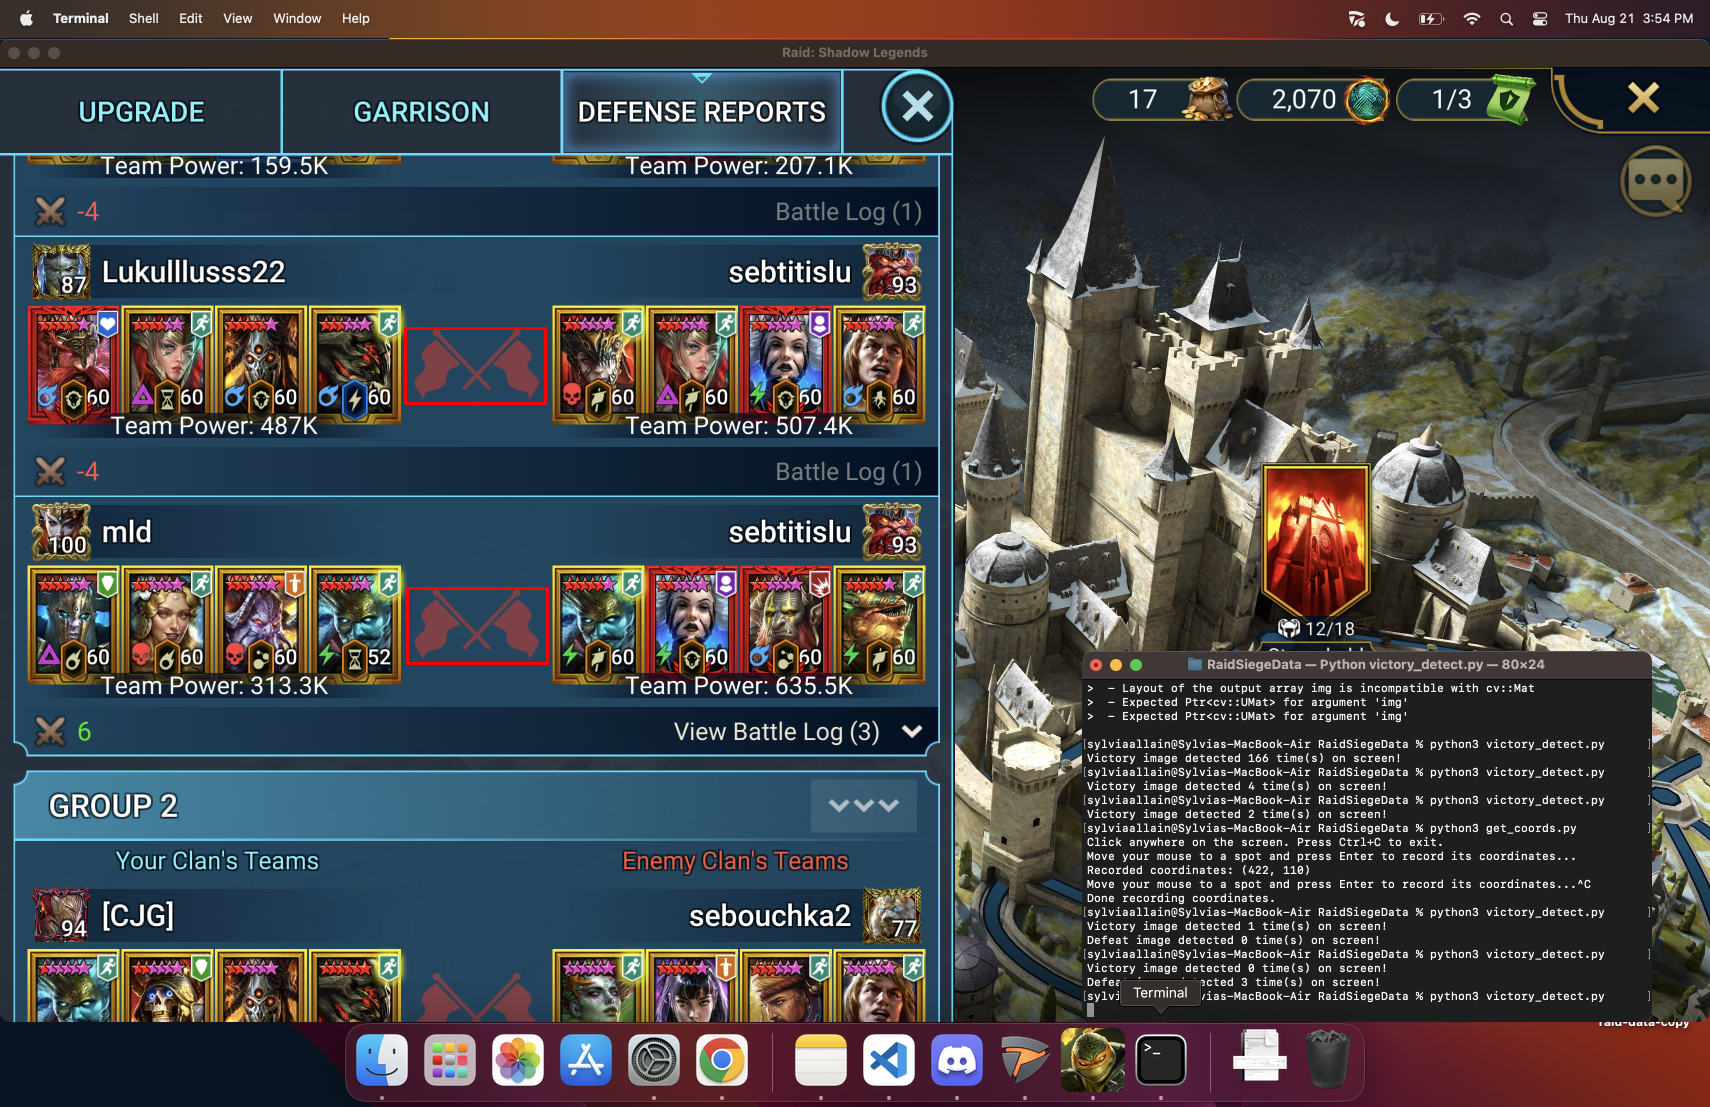 Terminal Shell Edit View Window Help
Thu Aug 21 3:54 PM
Raid: Shadow Legends
UPGRADE
GARRISON
DEFENSE REPORTS
17
2,070
1/3
Team Power: 159.5K
Team Power: 207.1K
-4
Battle Log (1)
87
Lukulllusss22
sebtitislu
93
60
60
60
60
60
60
60
60
Team Power: 487K
Team Power: 507.4K
-4
Battle Log (1)
100
mld
sebtitislu
93
60
60
60
52
60
60
60
60
Team Power: 313.3K
Team Power: 635.5K
6
View Battle Log (3)
GROUP 2
Your Clan's Teams
Enemy Clan's Teams
94
[CJG]
sebouchka2
77
12/18
RaidSiegeData — Python victory_detect.py — 80×24
>  - Layout of the output array img is incompatible with cv::Mat
>  - Expected Ptr<cv::UMat> for argument 'img'
>  - Expected Ptr<cv::UMat> for argument 'img'
[sylviaallain@Sylvias-MacBook-Air RaidSiegeData % python3 victory_detect.py ]
Victory image detected 166 time(s) on screen!
[sylviaallain@Sylvias-MacBook-Air RaidSiegeData % python3 victory_detect.py ]
Victory image detected 4 time(s) on screen!
[sylviaallain@Sylvias-MacBook-Air RaidSiegeData % python3 victory_detect.py ]
Victory image detected 2 time(s) on screen!
[sylviaallain@Sylvias-MacBook-Air RaidSiegeData % python3 get_coords.py ]
Click anywhere on the screen. Press Ctrl+C to exit.
Move your mouse to a spot and press Enter to record its coordinates...
Recorded coordinates: (422, 110)
Move your mouse to a spot and press Enter to record its coordinates...^C
Done recording coordinates.
[sylviaallain@Sylvias-MacBook-Air RaidSiegeData % python3 victory_detect.py ]
Victory image detected 1 time(s) on screen!
Defeat image detected 0 time(s) on screen!
[sylviaallain@Sylvias-MacBook-Air RaidSiegeData % python3 victory_detect.py ]
Victory image detected 0 time(s) on screen!
3 time(s) on screen!
RaidSiegeData % python3 victory_detect.py ]
Terminal
raid-data-copy